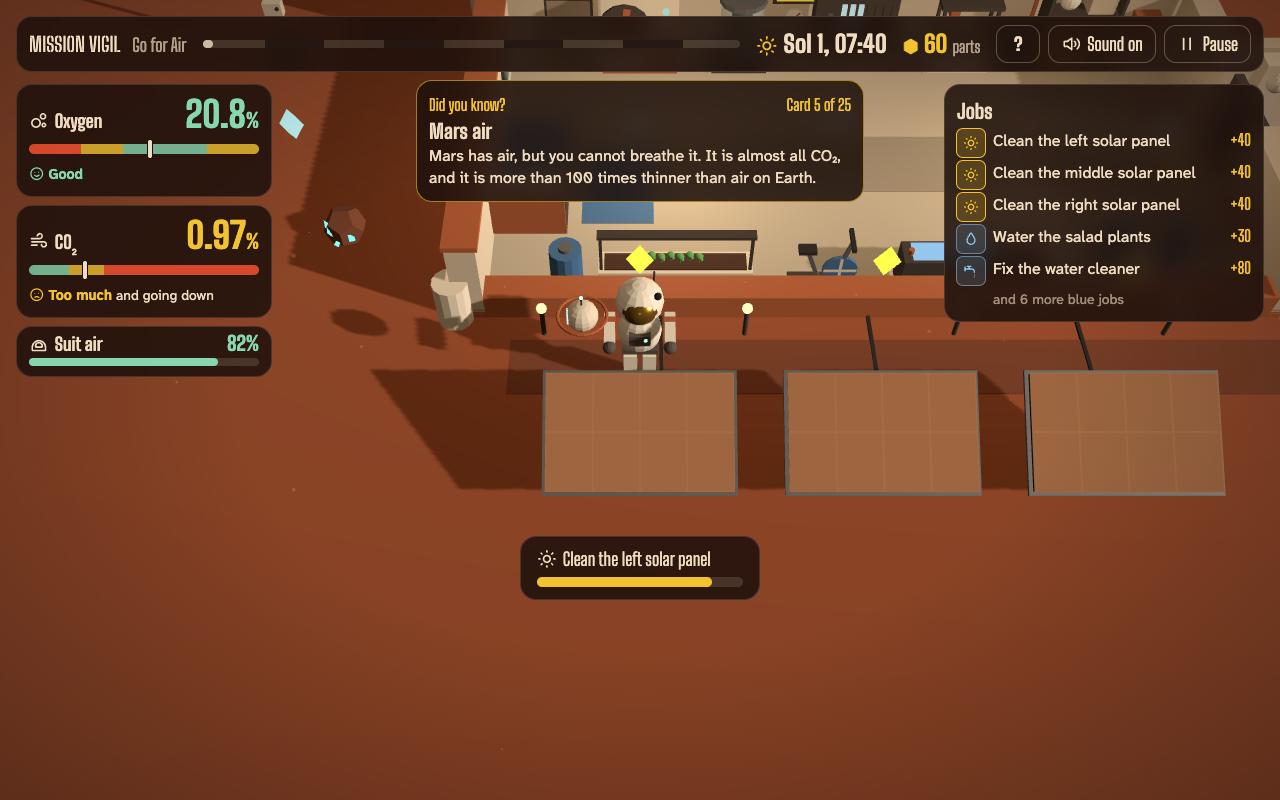 MISSION VIGIL Go for Air Sol 1, 07:40 60 parts ? Sound on Pause
Oxygen 20.8%
Good
CO₂ 0.97%
Too much and going down
Suit air 82%
Did you know? Card 5 of 25
Mars air
Mars has air, but you cannot breathe it. It is almost all CO₂,
and it is more than 100 times thinner than air on Earth.
Jobs
Clean the left solar panel +40
Clean the middle solar panel +40
Clean the right solar panel +40
Water the salad plants +30
Fix the water cleaner +80
and 6 more blue jobs
Clean the left solar panel